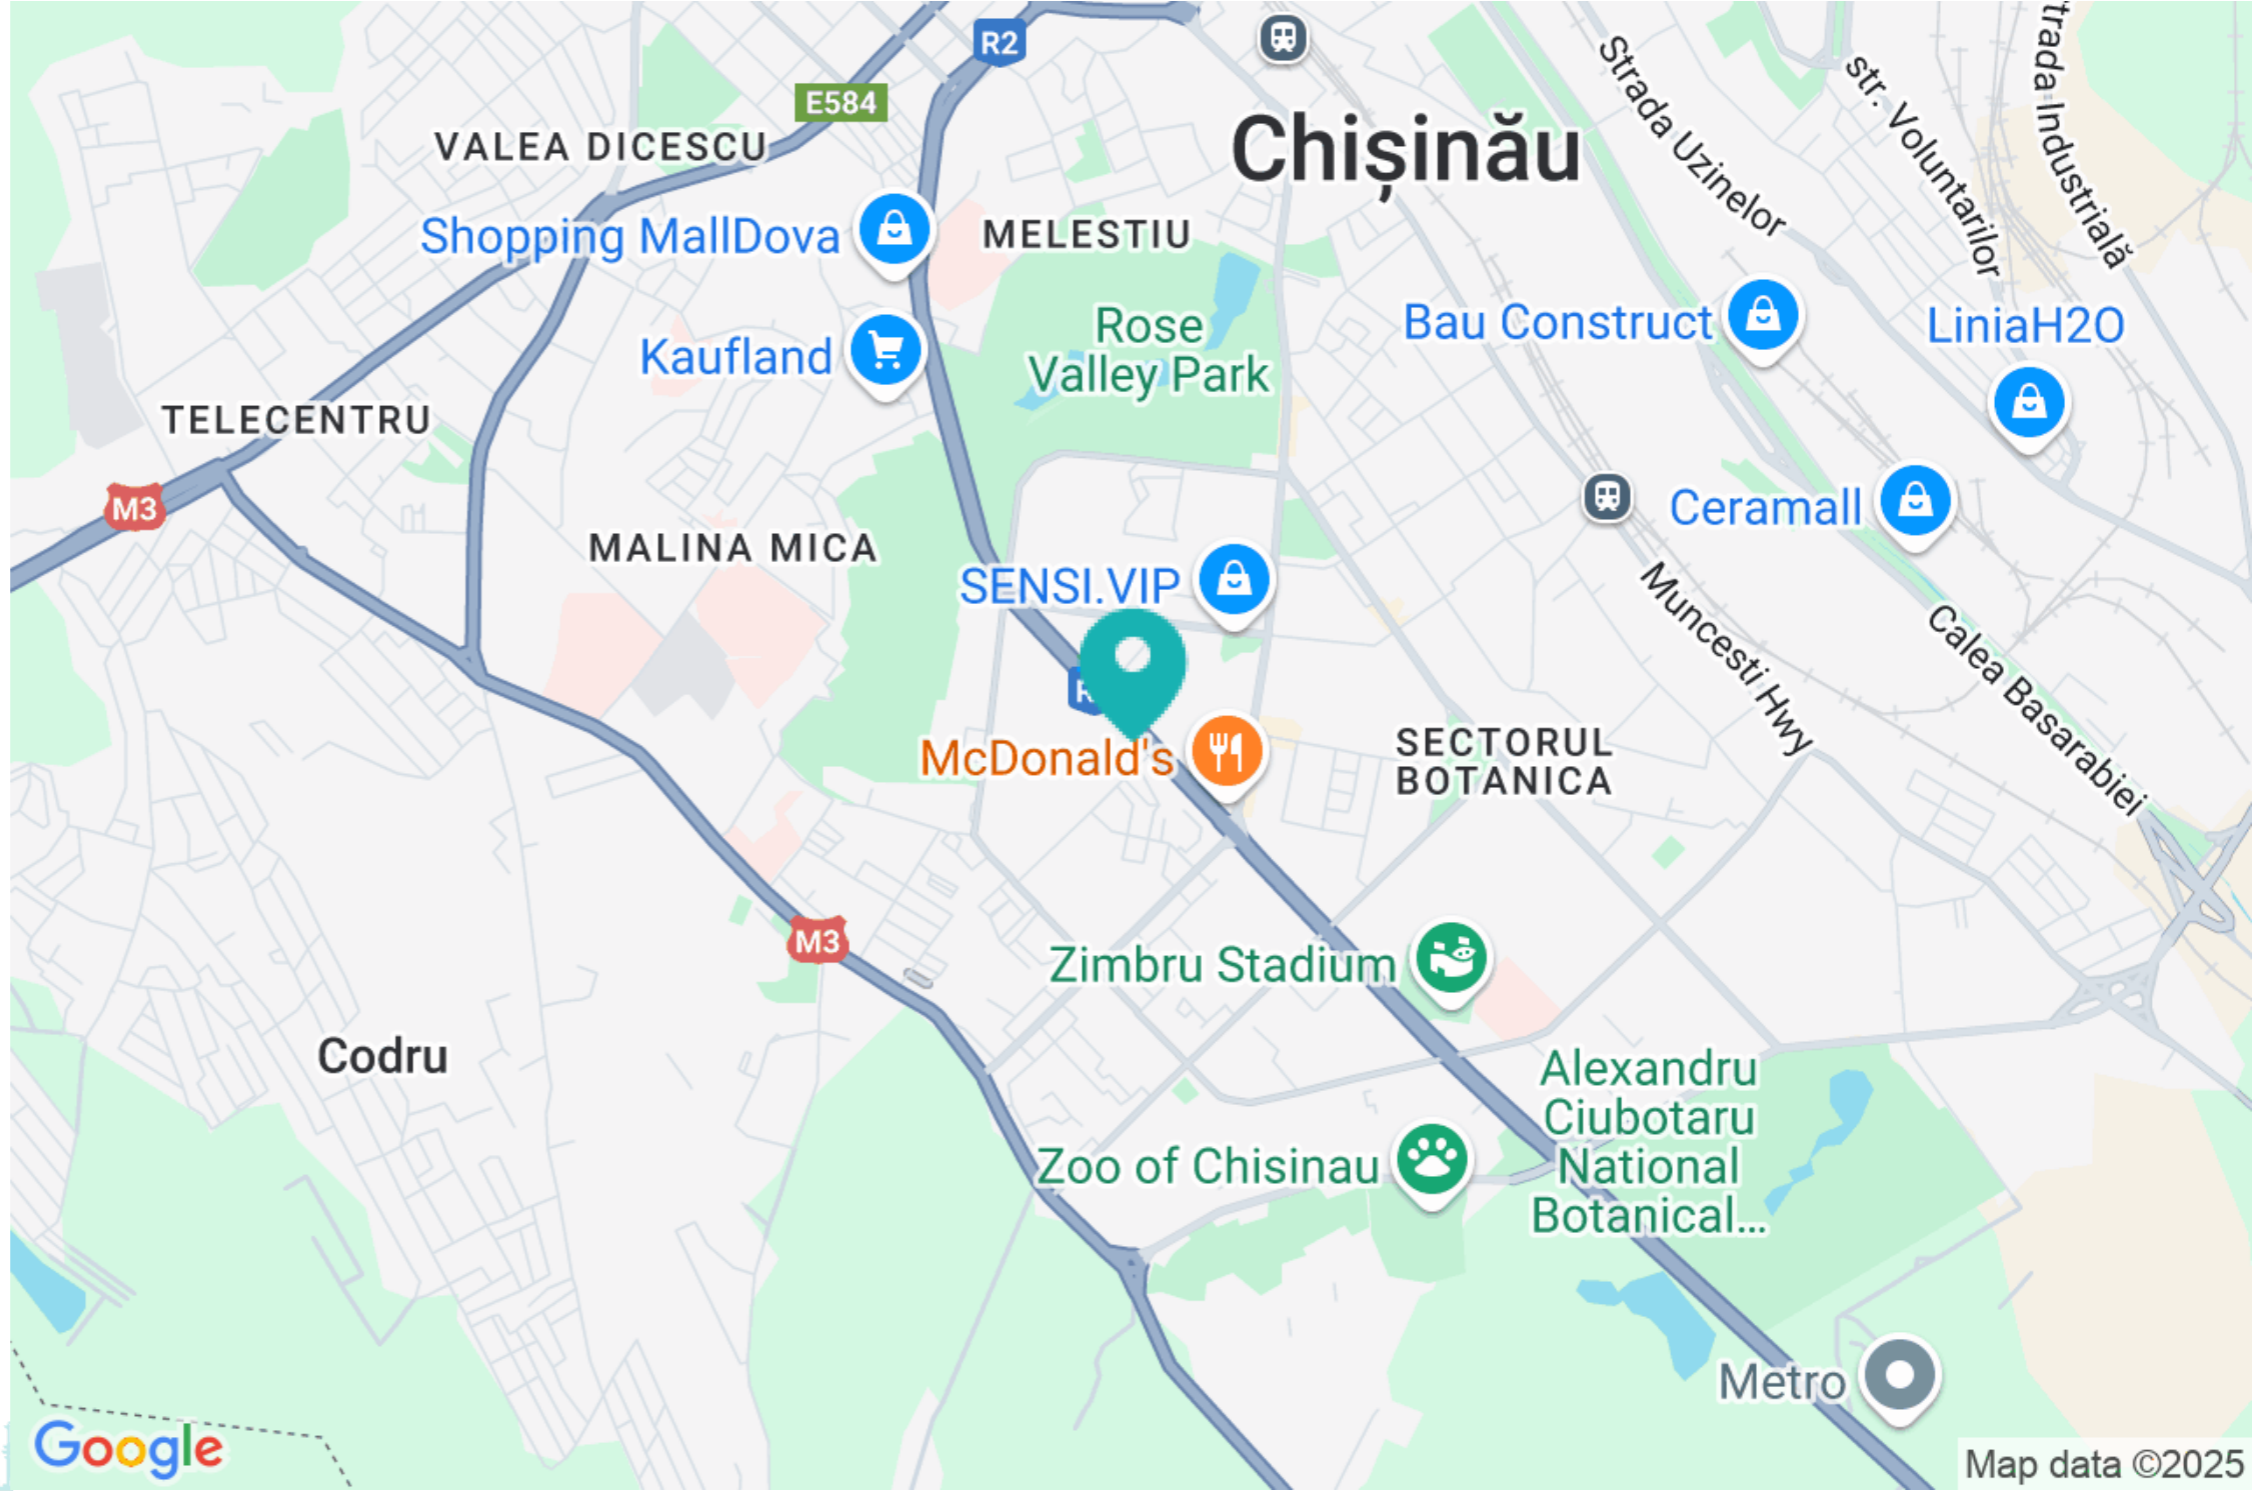 R2
E584
Chișinău
Strada Uzinelor
str. Voluntarilor
trada Industrială
VALEA DICESCU
Shopping MallDova
MELESTIU
Rose
Valley Park
Kaufland
Bau Construct
LiniaH2O
TELECENTRU
M3
Ceramall
MALINA MICA
SENSI.VIP
Muncesti Hwy
Calea Basarabiei
McDonald's
SECTORUL
BOTANICA
M3
Zimbru Stadium
Codru
Alexandru
Ciubotaru
National
Botanical...
Zoo of Chisinau
Metro
Google
Map data ©2025